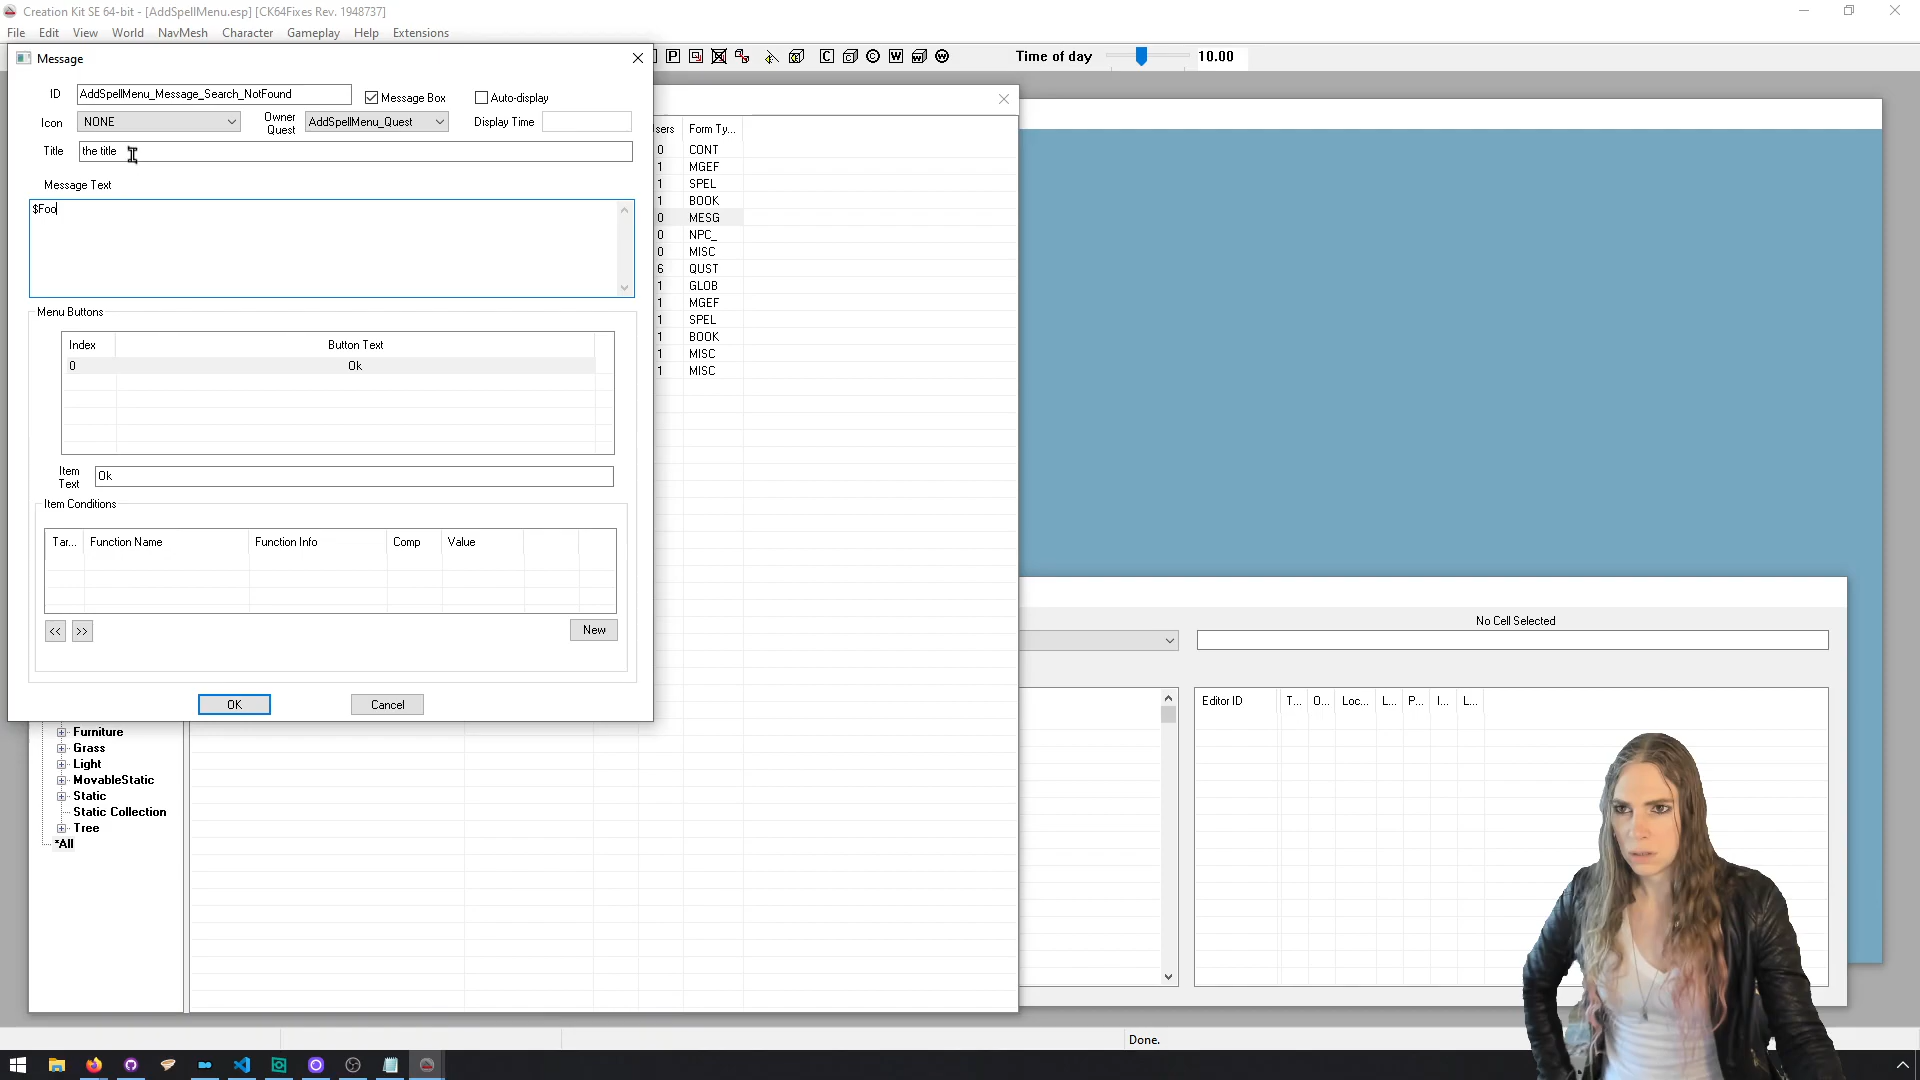 Creation Kit SE 64-bit - [AddSpellMenu.esp] [CK64Fixes Rev. 1948737]
File Edit View World NavMesh Character Gameplay Help Extensions
Message
P C C W W
Time of day 10.00
ID AddSpellMenu_Message_Search_NotFound Message Box Auto-display
Icon NONE Owner Quest AddSpellMenu_Quest Display Time
Title the title
Message Text
$Foo
Menu Buttons
Index Button Text
0 Ok
Item Text Ok
Item Conditions
Tar... Function Name Function Info Comp Value
<< >> New
OK Cancel
sers Form Ty...
0 CONT
1 MGEF
1 SPEL
1 BOOK
0 MESG
0 NPC_
0 MISC
6 QUST
1 GLOB
1 MGEF
1 SPEL
1 BOOK
1 MISC
1 MISC
No Cell Selected
Editor ID T... O... Loc... L... P... I... L...
Furniture
Grass
Light
MovableStatic
Static
Static Collection
Tree
*All
Done.